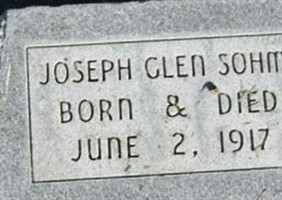 JOSEPH GLEN SOHM
BORN & DIED
JUNE 2, 1917